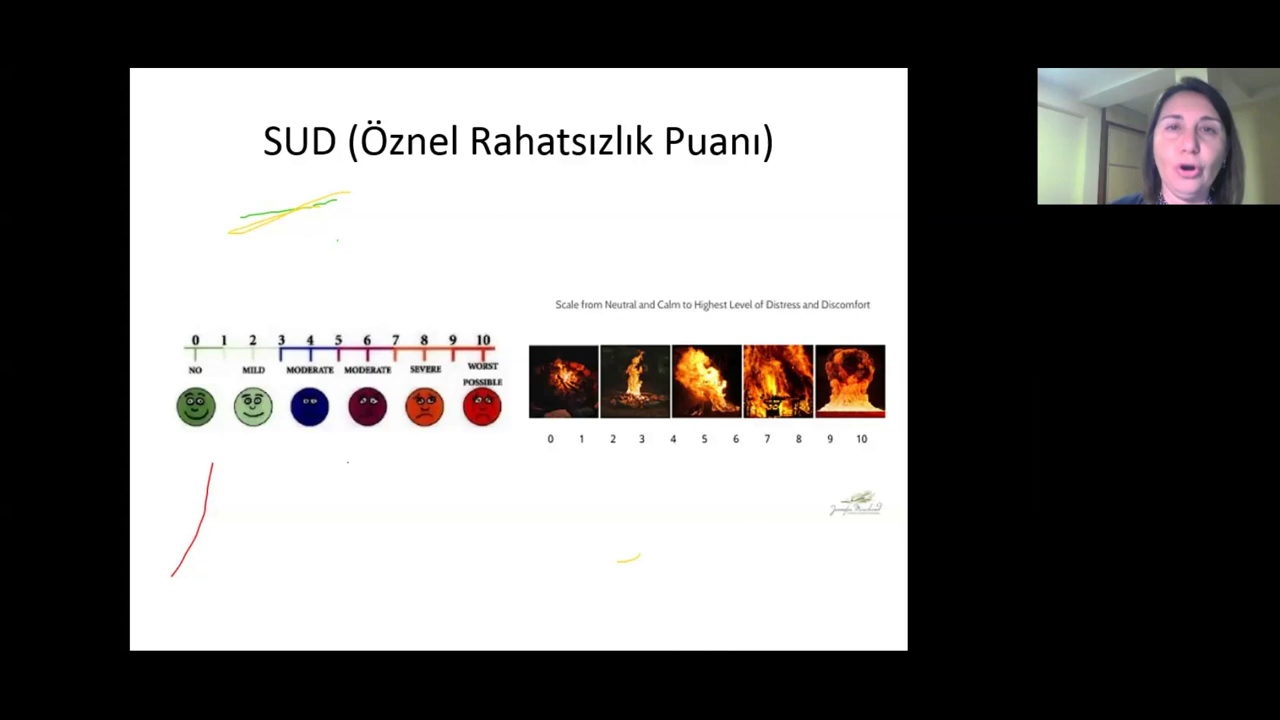 SUD (Öznel Rahatsızlık Puanı)
Scale from Neutral and Calm to Highest Level of Distress and Discomfort
0 1 2 3 4 5 6 7 8 9 10
NO MILD MODERATE MODERATE SEVERE WORST
POSSIBLE
0 1 2 3 4 5 6 7 8 9 10